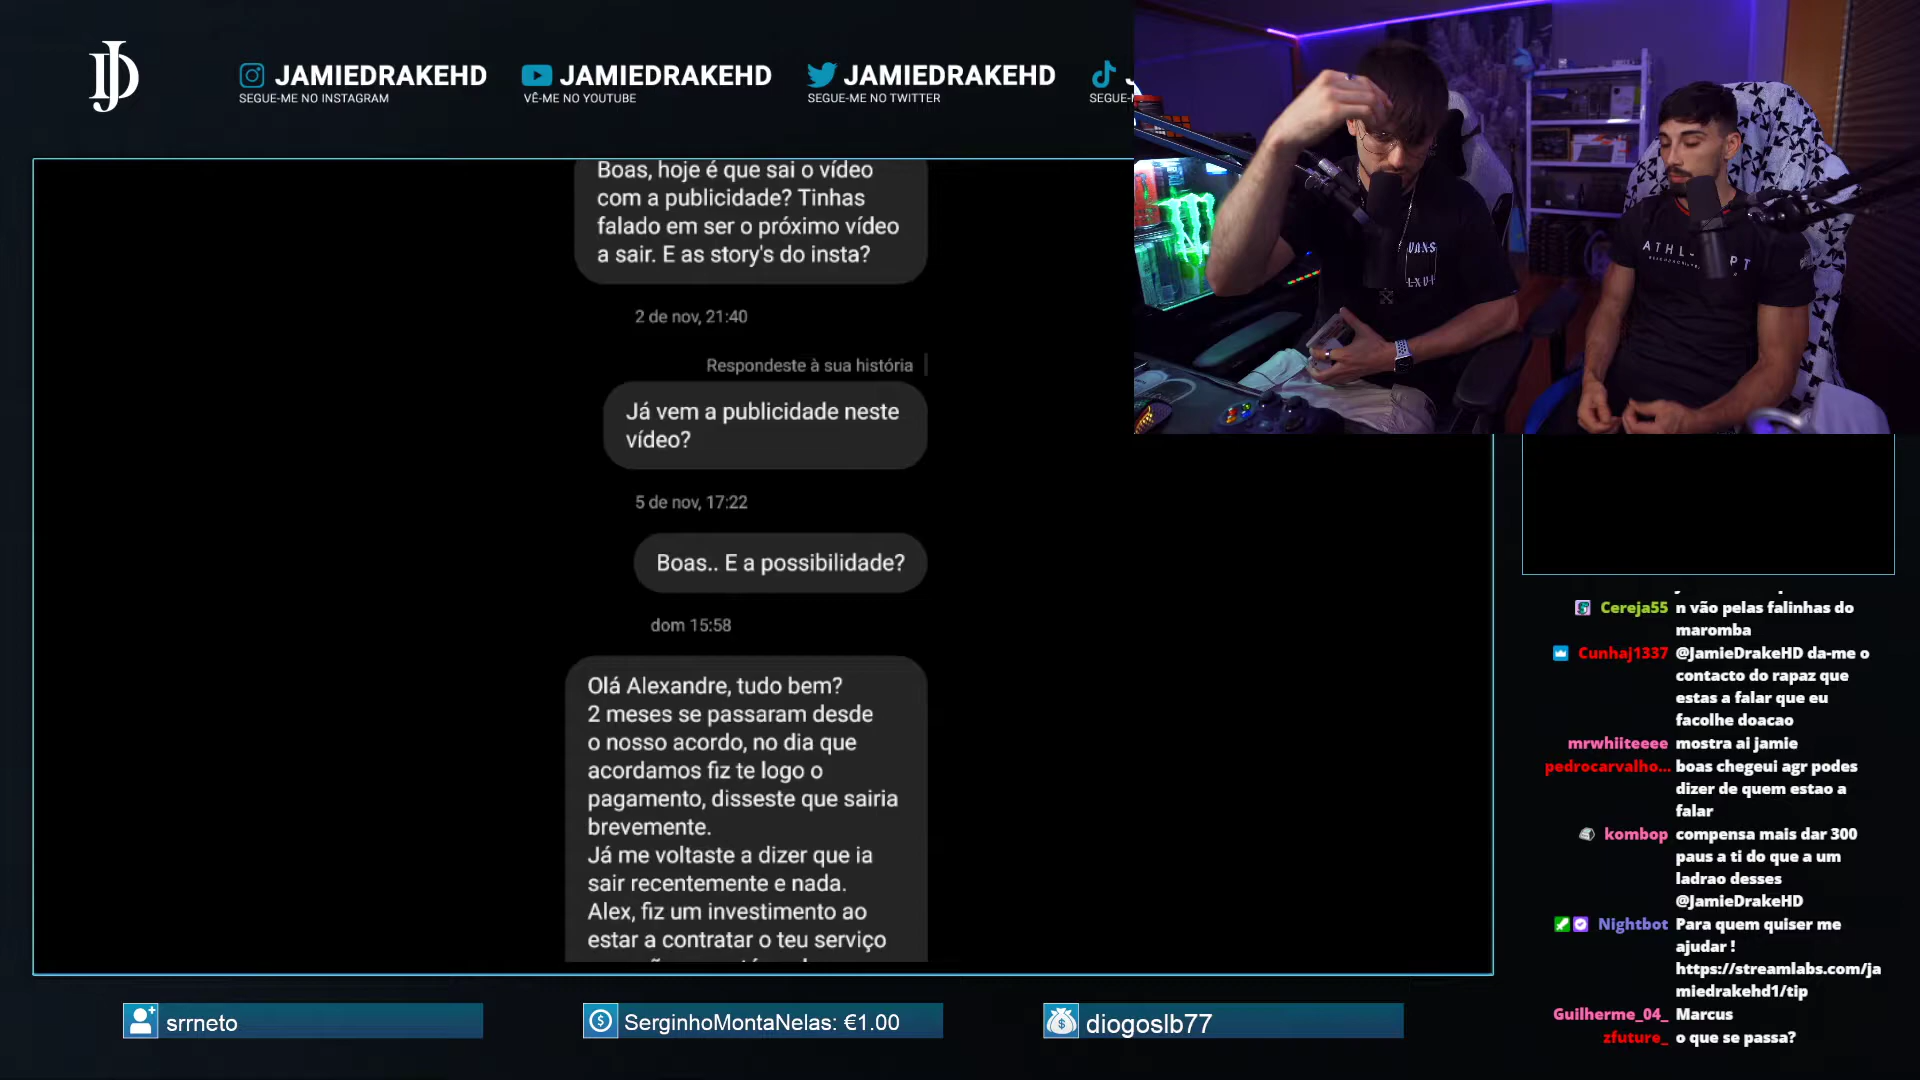 JAMIEDRAKEHD
SEGUE-ME NO INSTAGRAM
JAMIEDRAKEHD
VÊ-ME NO YOUTUBE
JAMIEDRAKEHD
SEGUE-ME NO TWITTER
Boas, hoje é que sai o vídeo
com a publicidade? Tinhas
falado em ser o próximo vídeo
a sair. E as story's do insta?
2 de nov, 21:40
Respondeste à sua história
Já vem a publicidade neste
vídeo?
5 de nov, 17:22
Boas.. E a possibilidade?
dom 15:58
Olá Alexandre, tudo bem?
2 meses se passaram desde
o nosso acordo, no dia que
acordamos fiz te logo o
pagamento, disseste que sairia
brevemente.
Já me voltaste a dizer que ia
sair recentemente e nada.
Alex, fiz um investimento ao
estar a contratar o teu serviço
Cereja55 n vão pelas falinhas do
maromba
Cunhaj1337 @JamieDrakeHD da-me o
contacto do rapaz que
estas a falar que eu
facolhe doacao
mrwhiiteeee mostra ai jamie
pedrocarvalho... boas chegeui agr podes
dizer de quem estao a
falar
kombop compensa mais dar 300
paus a ti do que a um
ladrao desses
@JamieDrakeHD
Nightbot Para quem quiser me
ajudar !
https://streamlabs.com/ja
miedrakehd1/tip
Guilherme_04_ Marcus
zfuture_ o que se passa?
srrneto
SerginhoMontaNelas: €1.00
diogoslb77